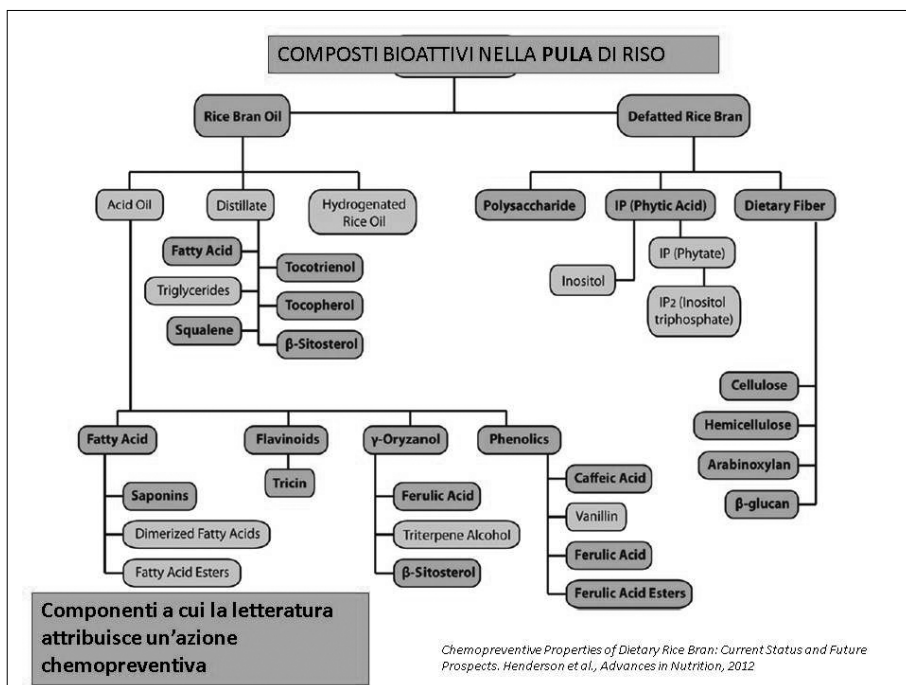 COMPOSTI BIOATTIVI NELLA PULA DI RISO
Rice Bran Oil
Defatted Rice Bran
Acid Oil
Distillate
Hydrogenated
Rice Oil
Polysaccharide
IP (Phytic Acid)
Dietary Fiber
Fatty Acid
Tocotrienol
Triglycerides
Tocopherol
Squalene
β-Sitosterol
Inositol
IP (Phytate)
IP2 (Inositol
triphosphate)
Cellulose
Hemicellulose
Arabinoxylan
β-glucan
Fatty Acid
Flavinoids
γ-Oryzanol
Phenolics
Saponins
Dimerized Fatty Acids
Fatty Acid Esters
Tricin
Ferulic Acid
Triterpene Alcohol
β-Sitosterol
Caffeic Acid
Vanillin
Ferulic Acid
Ferulic Acid Esters
Componenti a cui la letteratura
attribuisce un'azione
chemopreventiva
Chemopreventive Properties of Dietary Rice Bran: Current Status and Future
Prospects. Henderson et al., Advances in Nutrition, 2012